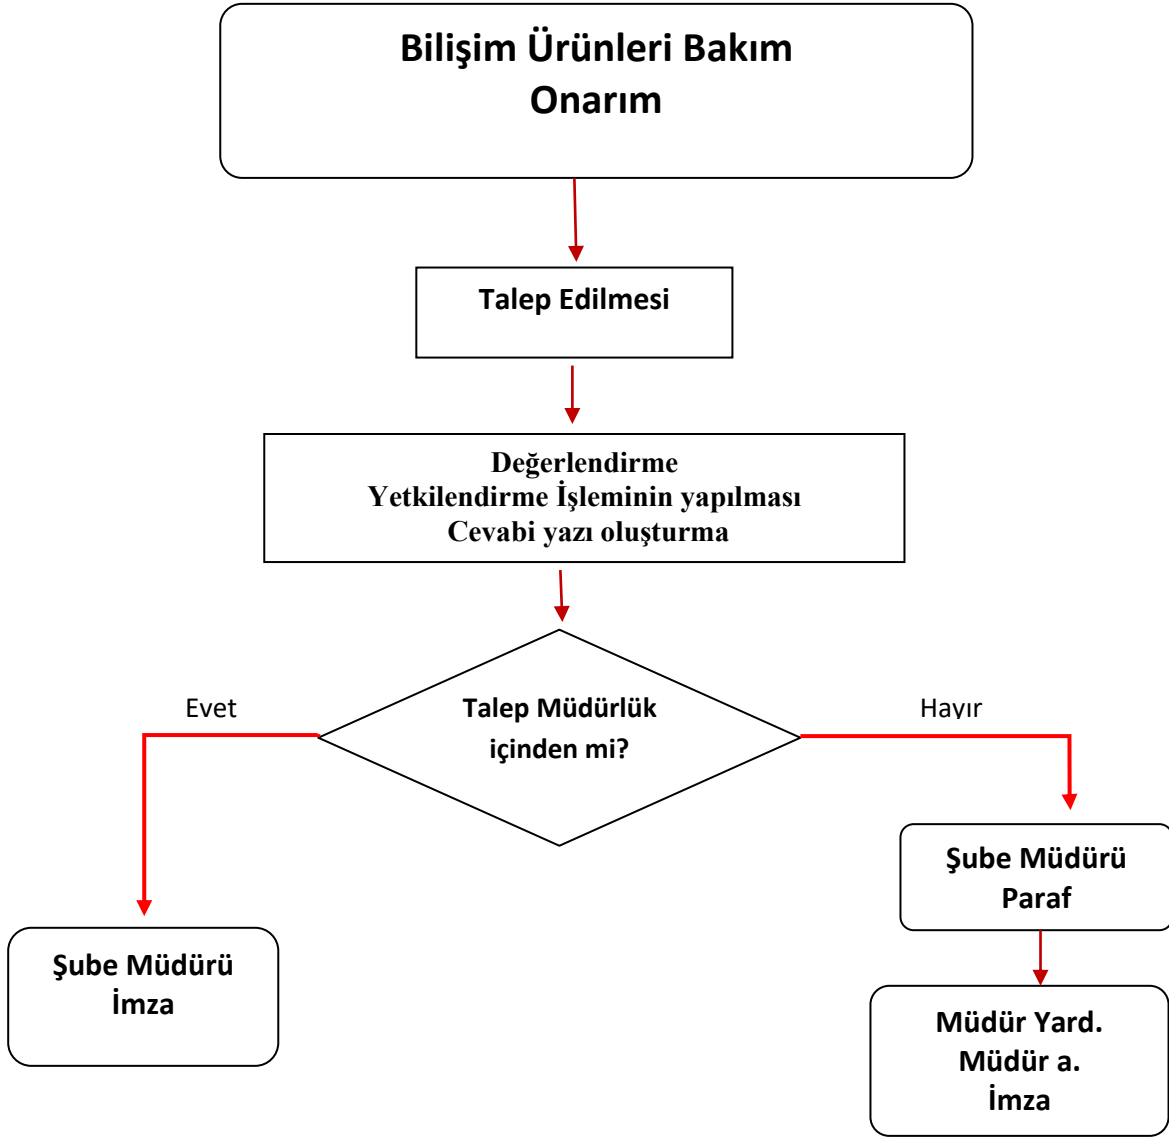 Bilişim Ürünleri Bakım
Onarım
Talep Edilmesi
Değerlendirme
Yetkilendirme İşleminin yapılması
Cevabi yazı oluşturma
Talep Müdürlük
içinden mi?
Evet
Hayır
Şube Müdürü
Paraf
Şube Müdürü
İmza
Müdür Yard.
Müdür a.
İmza